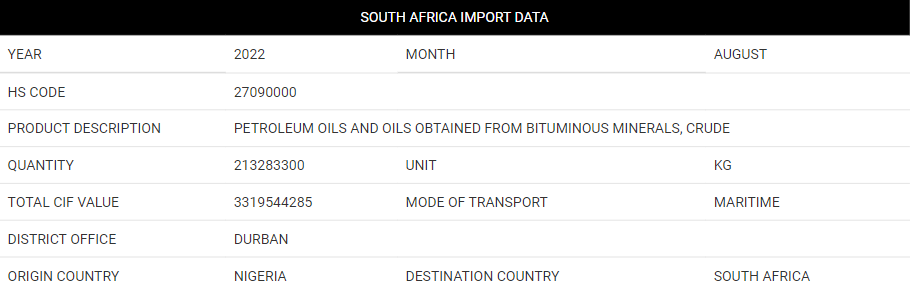 SOUTH AFRICA IMPORT DATA
YEAR 2022 MONTH AUGUST
HS CODE 27090000
PRODUCT DESCRIPTION PETROLEUM OILS AND OILS OBTAINED FROM BITUMINOUS MINERALS, CRUDE
QUANTITY 213283300 UNIT KG
TOTAL CIF VALUE 3319544285 MODE OF TRANSPORT MARITIME
DISTRICT OFFICE DURBAN
ORIGIN COUNTRY NIGERIA DESTINATION COUNTRY SOUTH AFRICA